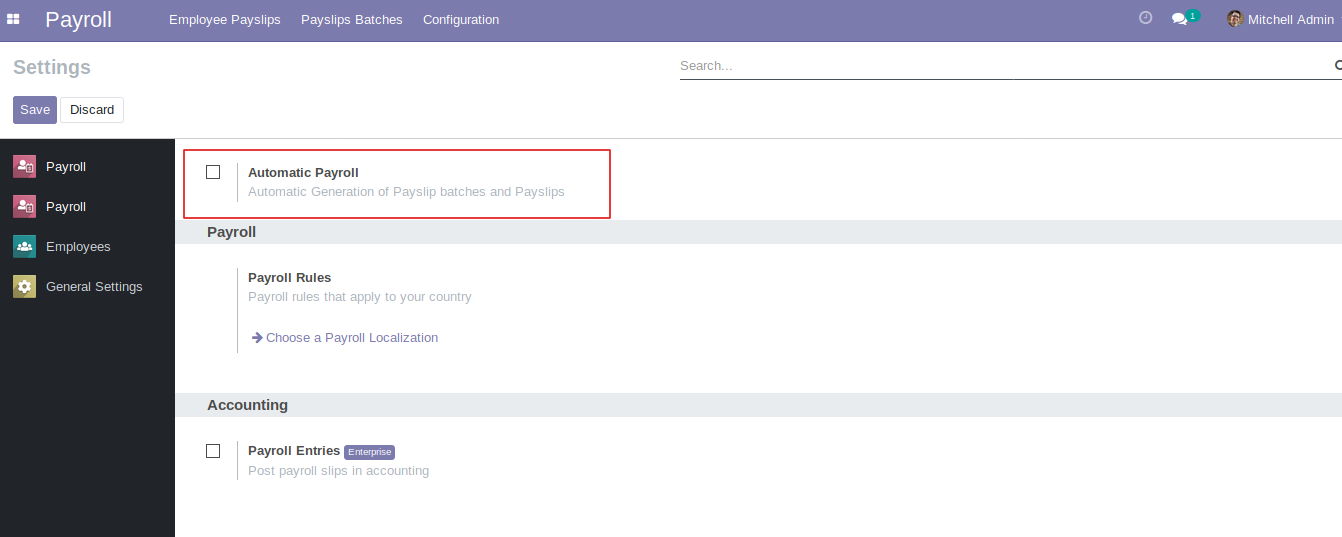 Payroll Employee Payslips Payslips Batches Configuration 1 Mitchell Admin
Settings Search...
Save Discard
Payroll
Payroll
Employees
General Settings
Automatic Payroll
Automatic Generation of Payslip batches and Payslips
Payroll
Payroll Rules
Payroll rules that apply to your country
Choose a Payroll Localization
Accounting
Payroll Entries Enterprise
Post payroll slips in accounting